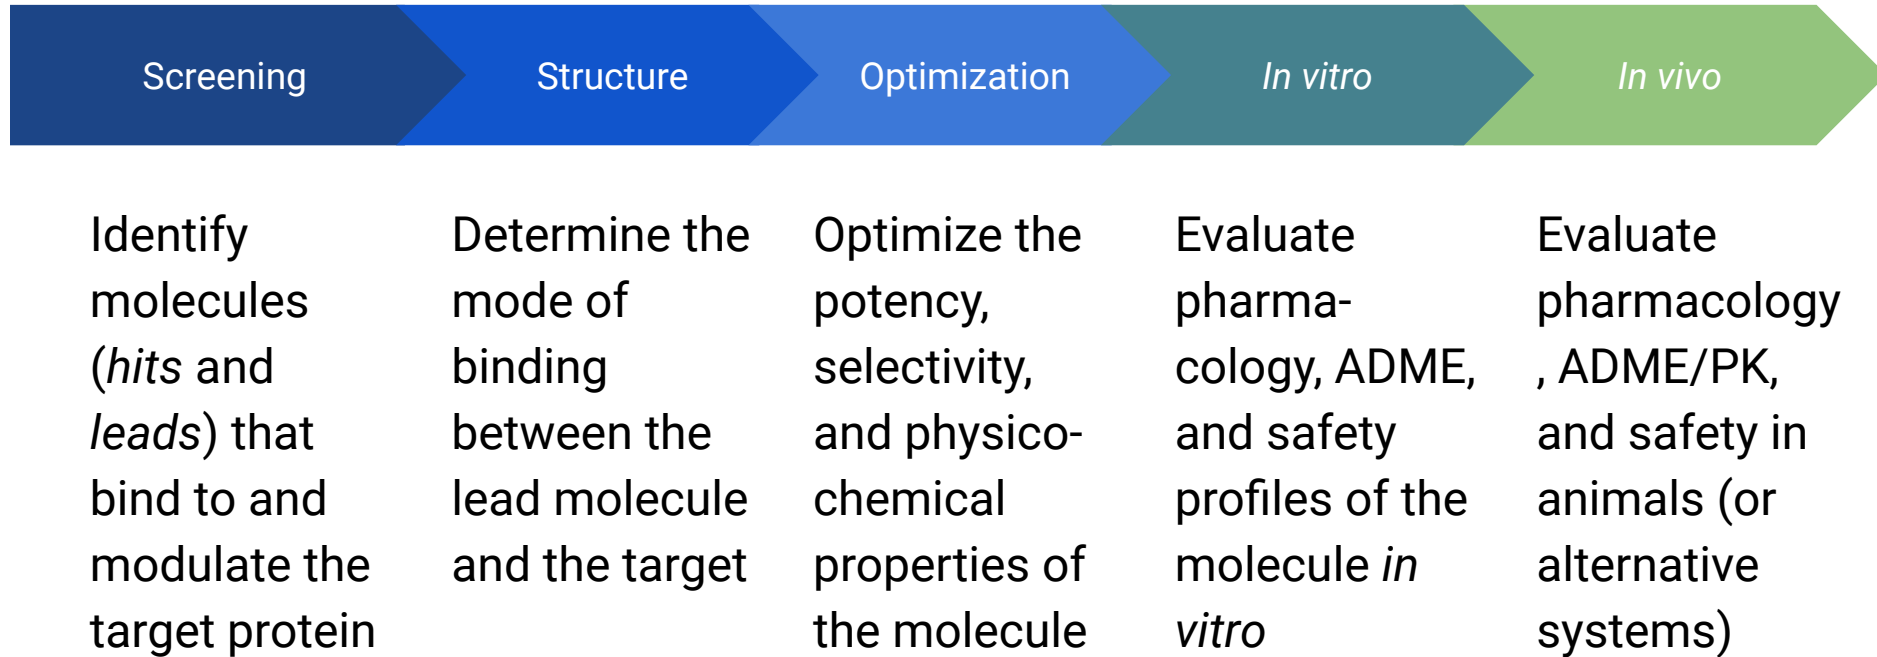 Screening
Structure
Optimization
In vitro
In vivo
Identify
molecules
(hits and
leads) that
bind to and
modulate the
target protein
Determine the
mode of
binding
between the
lead molecule
and the target
Optimize the
potency,
selectivity,
and physico-
chemical
properties of
the molecule
Evaluate
pharma-
cology, ADME,
and safety
profiles of the
molecule in
vitro
Evaluate
pharmacology
, ADME/PK,
and safety in
animals (or
alternative
systems)